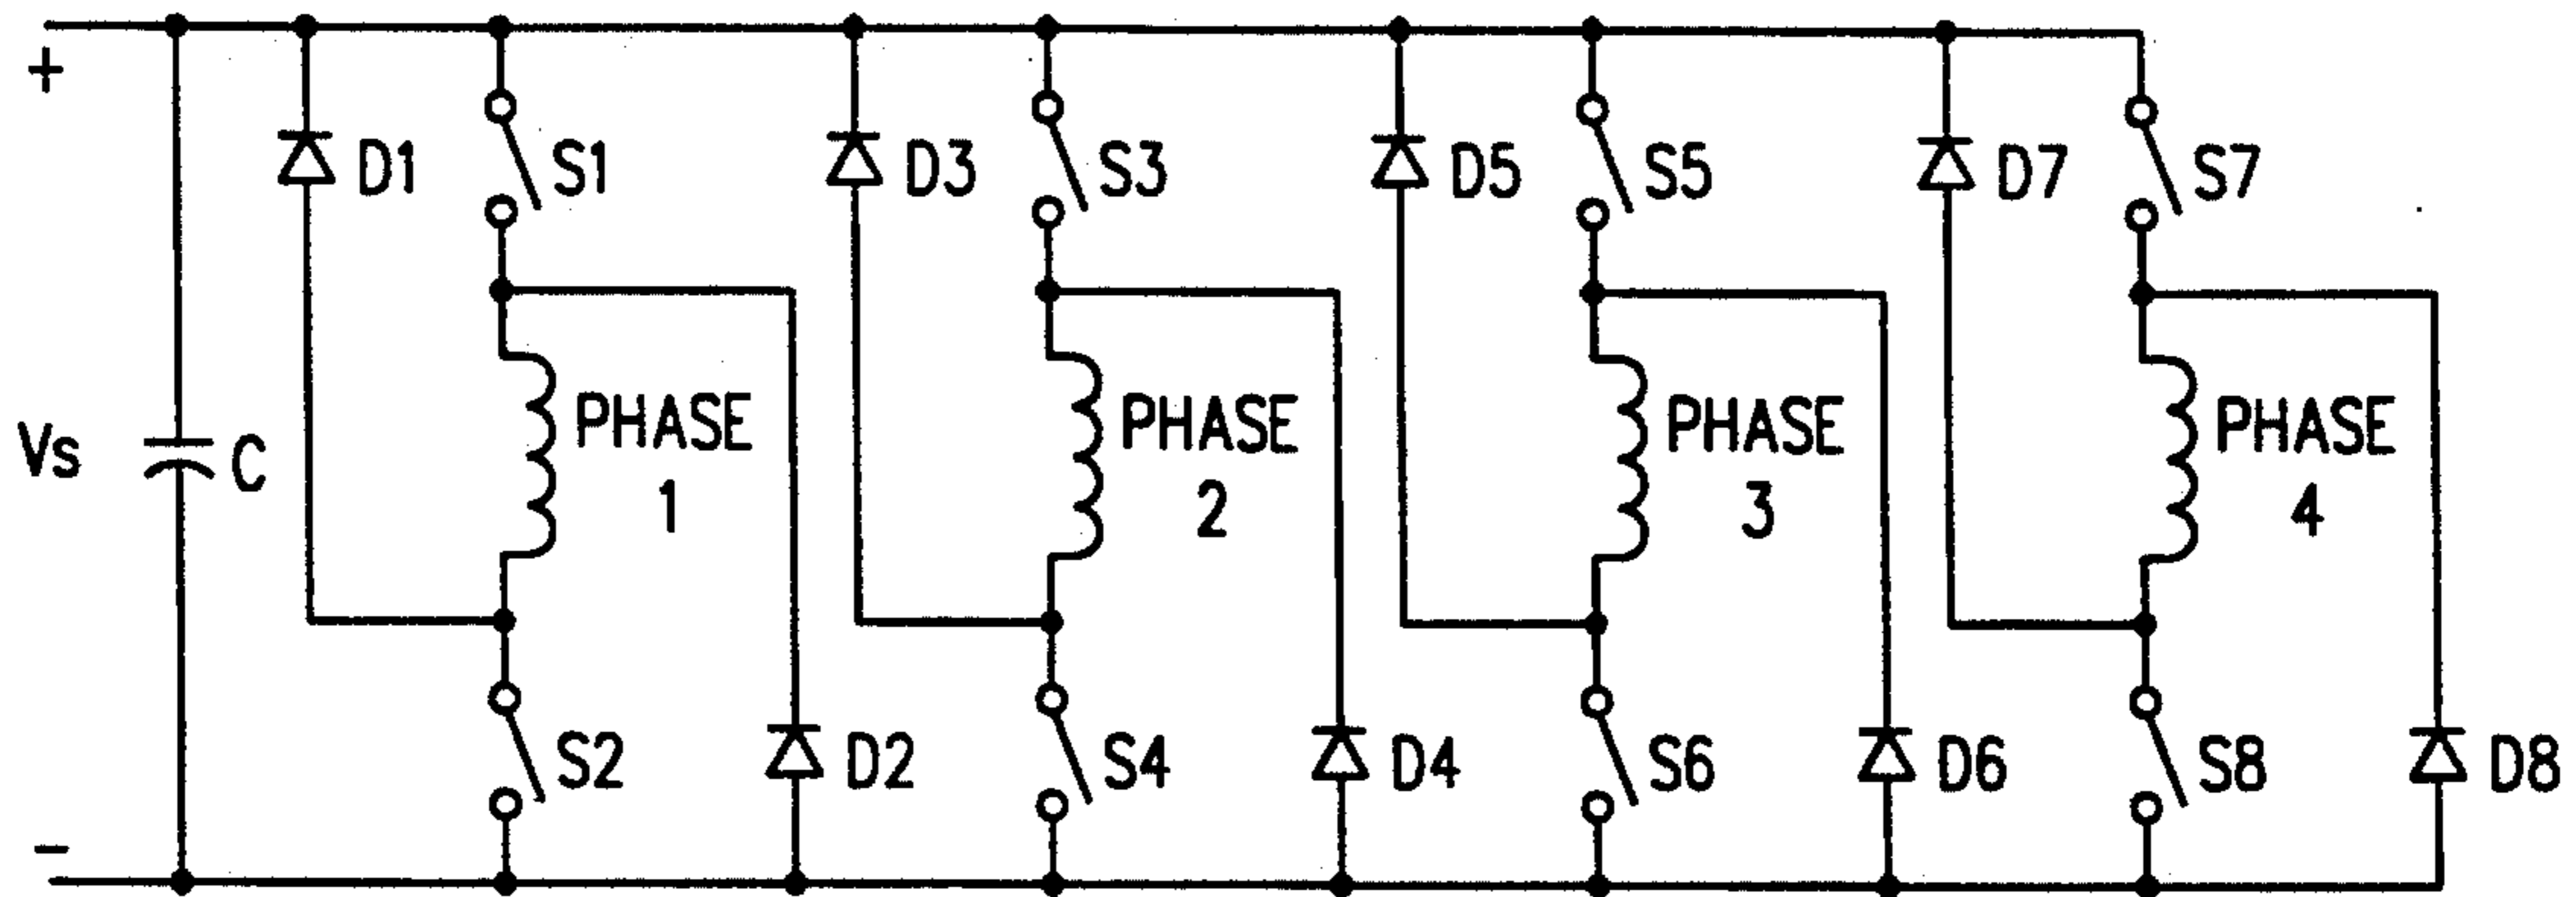 +
D1 S1 D3 S3 D5 S5 D7 S7
Vs C PHASE 1 PHASE 2 PHASE 3 PHASE 4
S2 D2 S4 D4 S6 D6 S8 D8
-